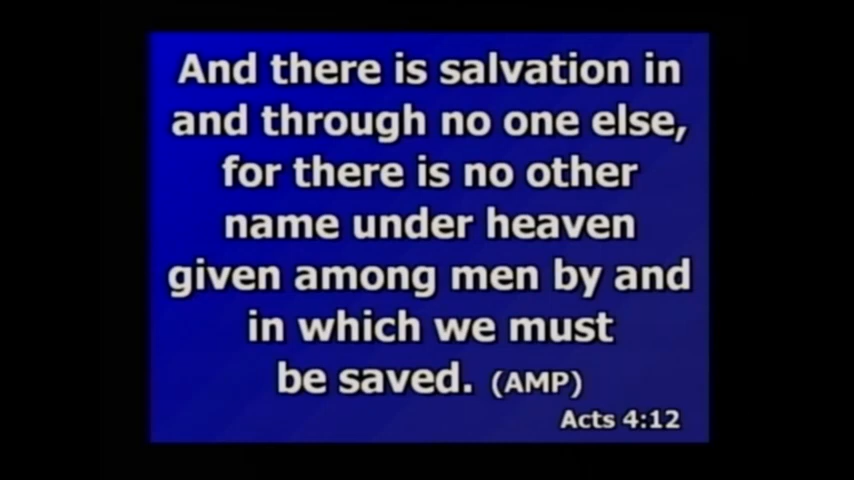 And there is salvation in
and through no one else,
for there is no other
name under heaven
given among men by and
in which we must
be saved. (AMP)
Acts 4:12